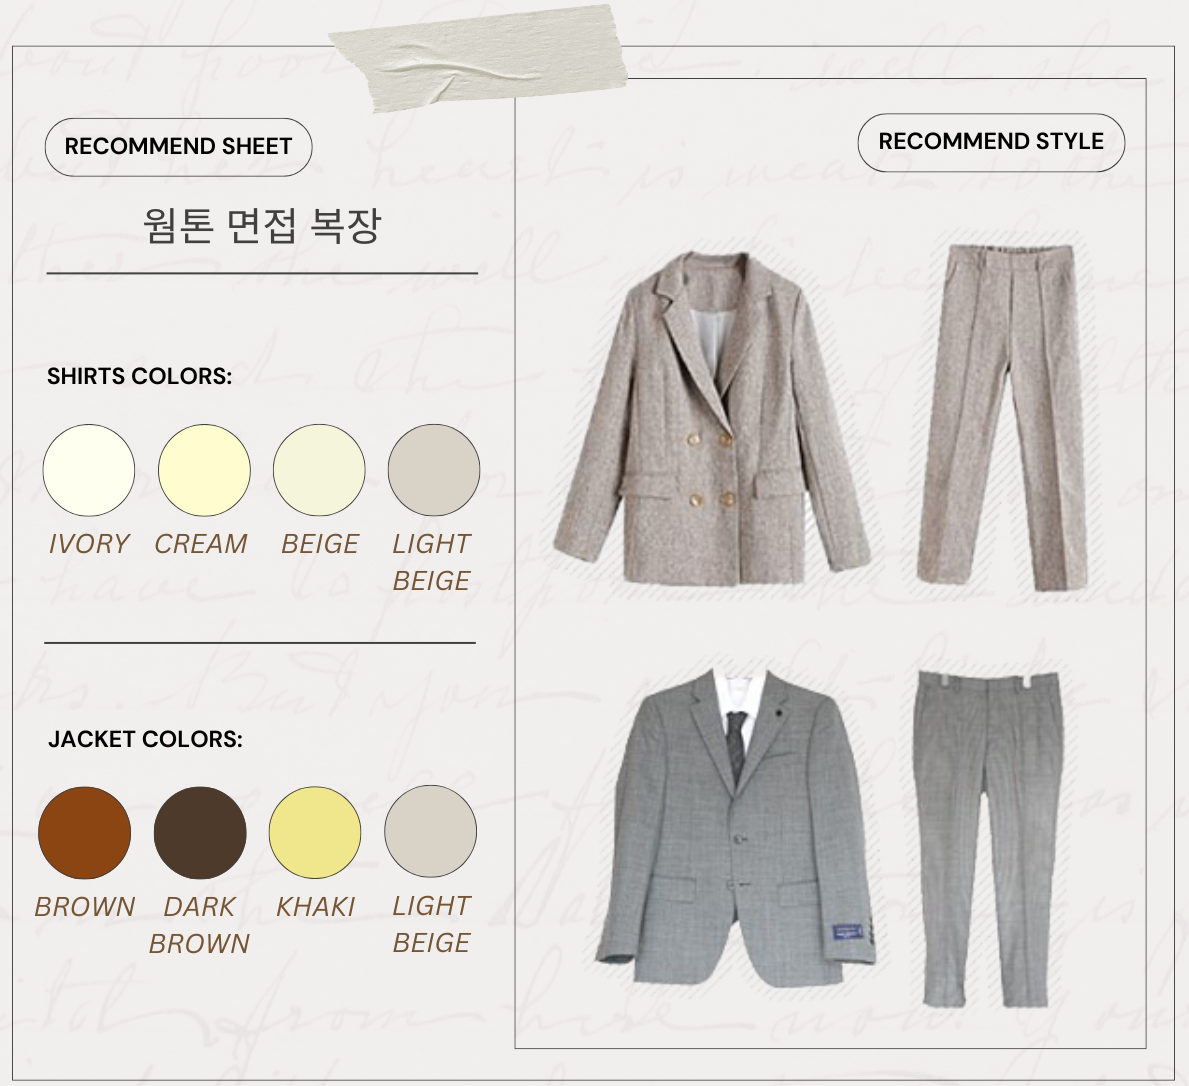 RECOMMEND SHEET
웜톤 면접 복장
SHIRTS COLORS:
IVORY
CREAM
BEIGE
LIGHT
BEIGE
JACKET COLORS:
BROWN
DARK
BROWN
KHAKI
LIGHT
BEIGE
RECOMMEND STYLE